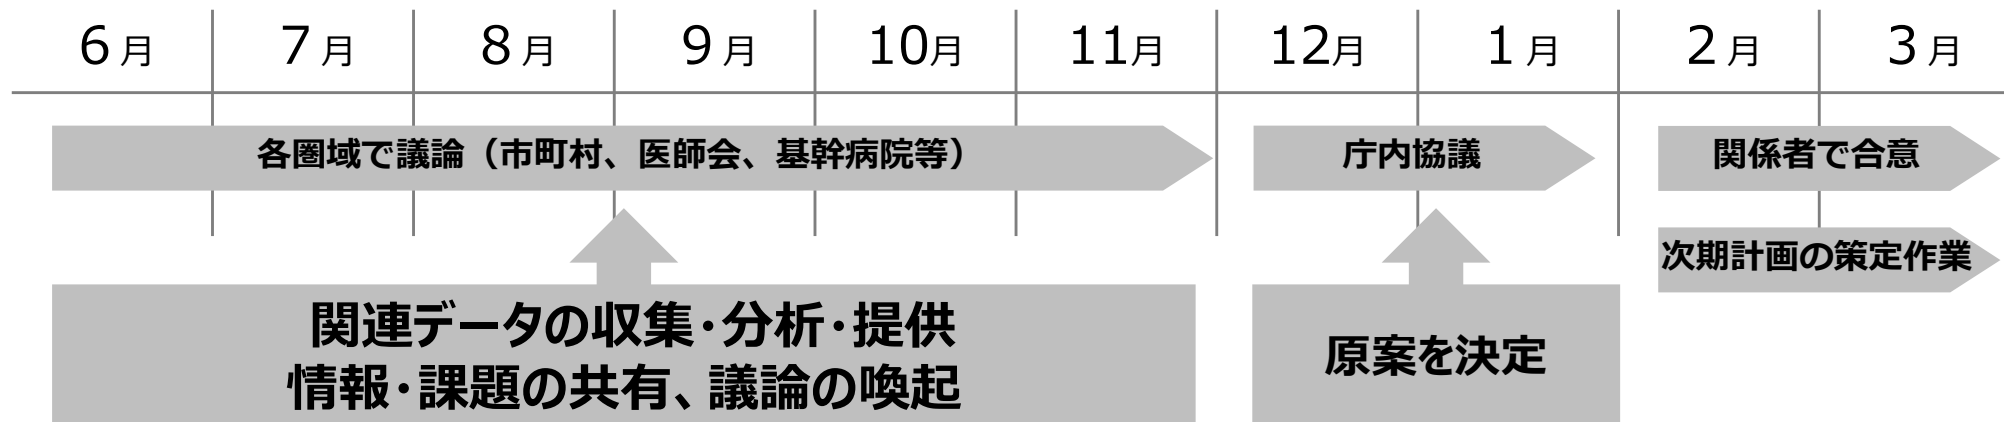 6月 7月 8月 9月 10月 11月 12月 1月 2月 3月
各圏域で議論（市町村、医師会、基幹病院等）
庁内協議
関係者で合意
次期計画の策定作業
関連データの収集・分析・提供
情報・課題の共有、議論の喚起
原案を決定